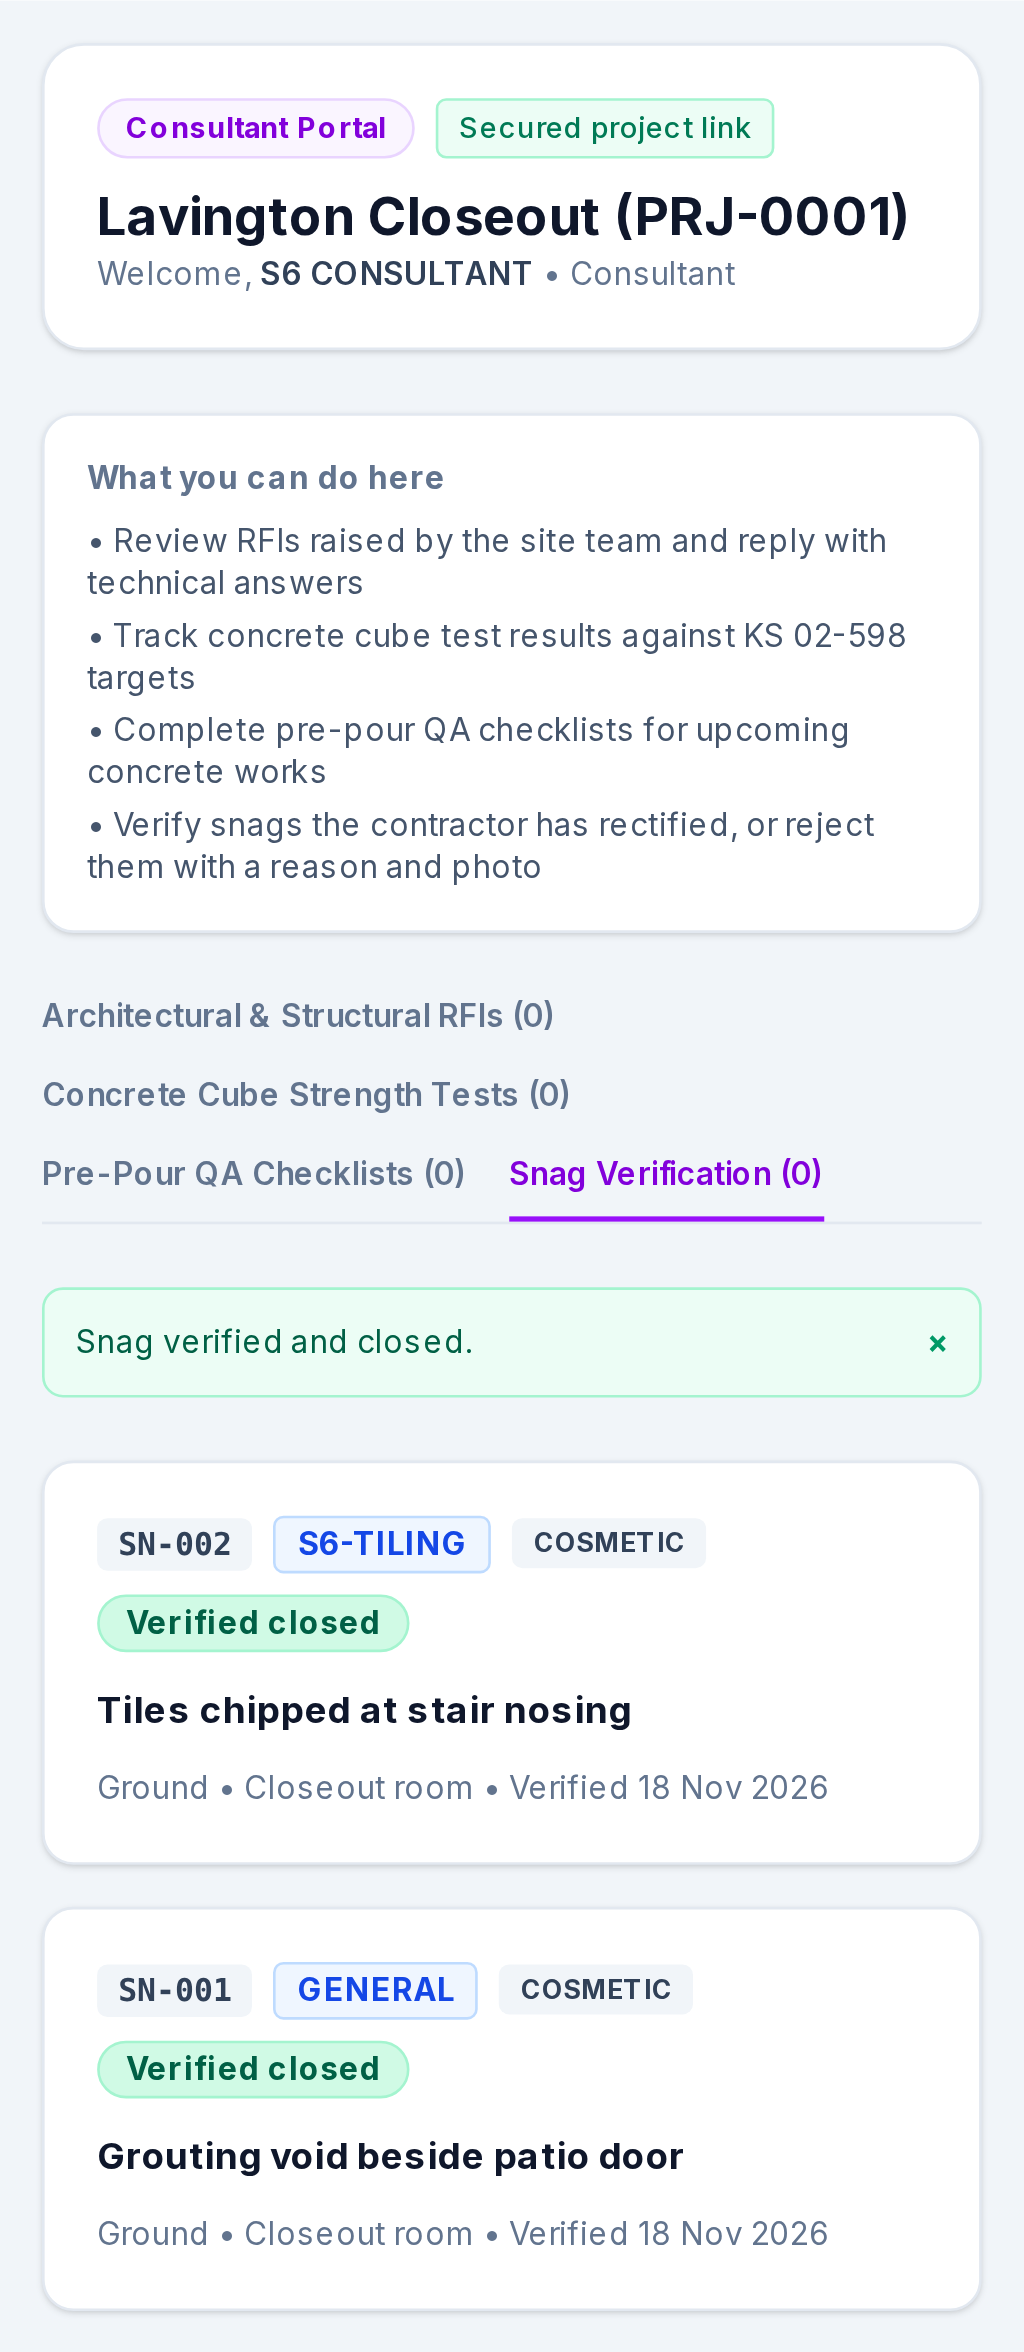 Consultant Portal
Secured project link
Lavington Closeout (PRJ-0001)
Welcome, S6 CONSULTANT • Consultant
What you can do here
• Review RFIs raised by the site team and reply with
technical answers
• Track concrete cube test results against KS 02-598
targets
• Complete pre-pour QA checklists for upcoming
concrete works
• Verify snags the contractor has rectified, or reject
them with a reason and photo
Architectural & Structural RFIs (0)
Concrete Cube Strength Tests (0)
Pre-Pour QA Checklists (0) Snag Verification (0)
Snag verified and closed. ×
SN-002 S6-TILING COSMETIC
Verified closed
Tiles chipped at stair nosing
Ground • Closeout room • Verified 18 Nov 2026
SN-001 GENERAL COSMETIC
Verified closed
Grouting void beside patio door
Ground • Closeout room • Verified 18 Nov 2026